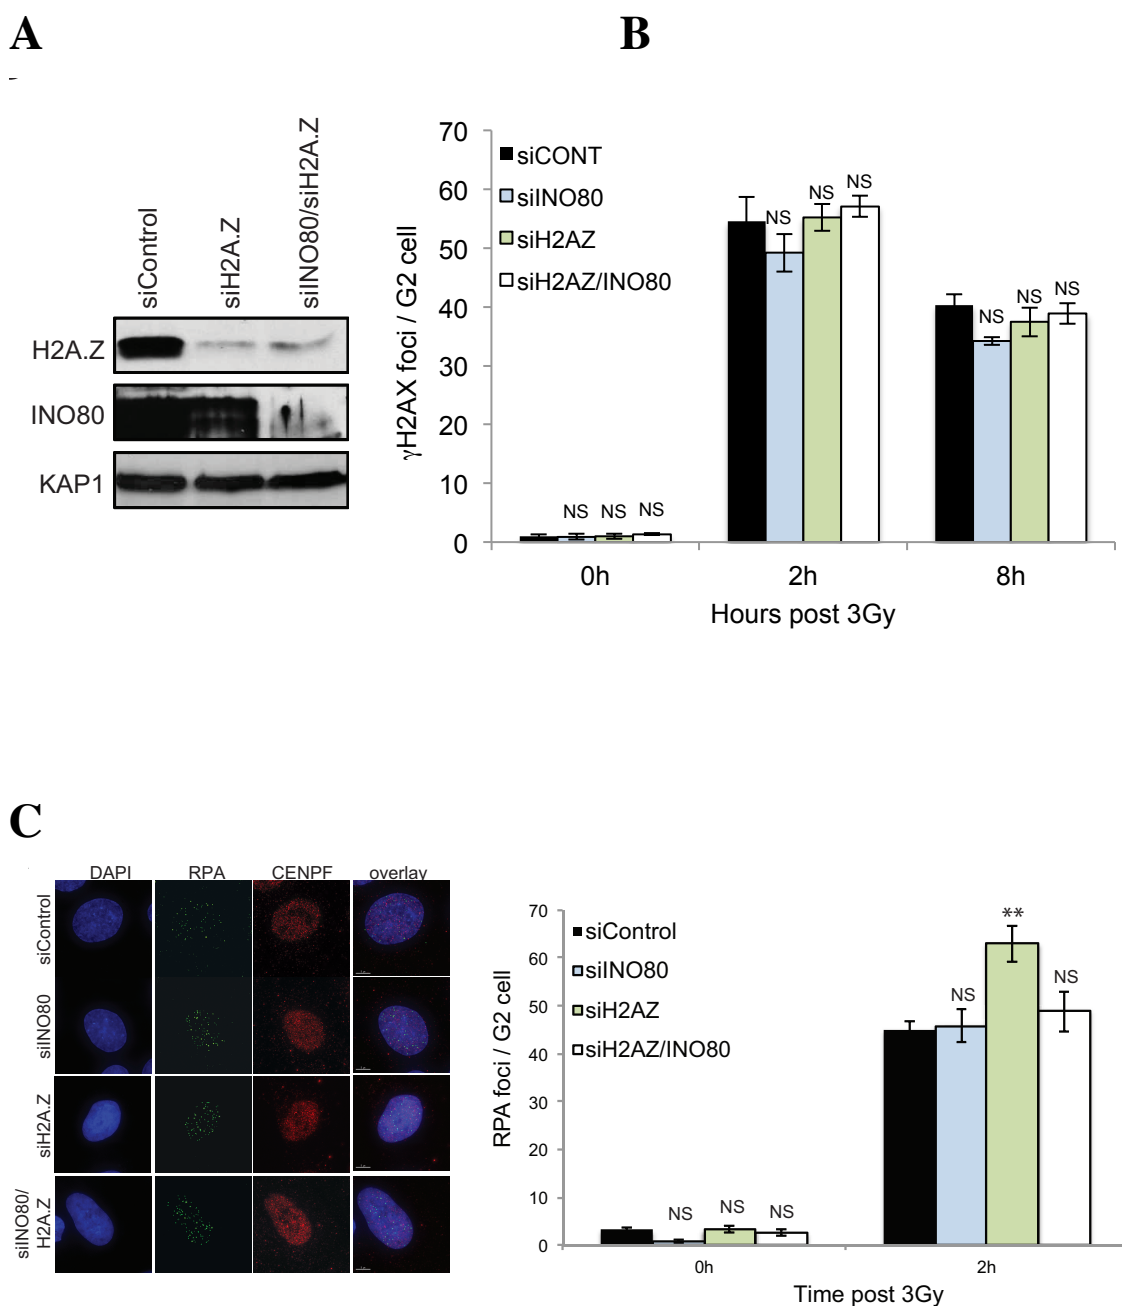 A
B
siControl
siH2A.Z
siINO80/siH2A.Z
H2A.Z
INO80
KAP1
70
60
50
40
30
20
10
0
γH2AX foci / G2 cell
siCONT
siINO80
siH2AZ
siH2AZ/INO80
NS NS NS
NS NS NS
NS NS NS
0h 2h 8h
Hours post 3Gy
C
DAPI RPA CENPF overlay
siControl
siINO80
siH2A.Z
siINO80/
H2A.Z
70
60
50
40
30
20
10
0
RPA foci / G2 cell
siControl
siINO80
siH2AZ
siH2AZ/INO80
NS NS NS
NS ** NS
0h 2h
Time post 3Gy